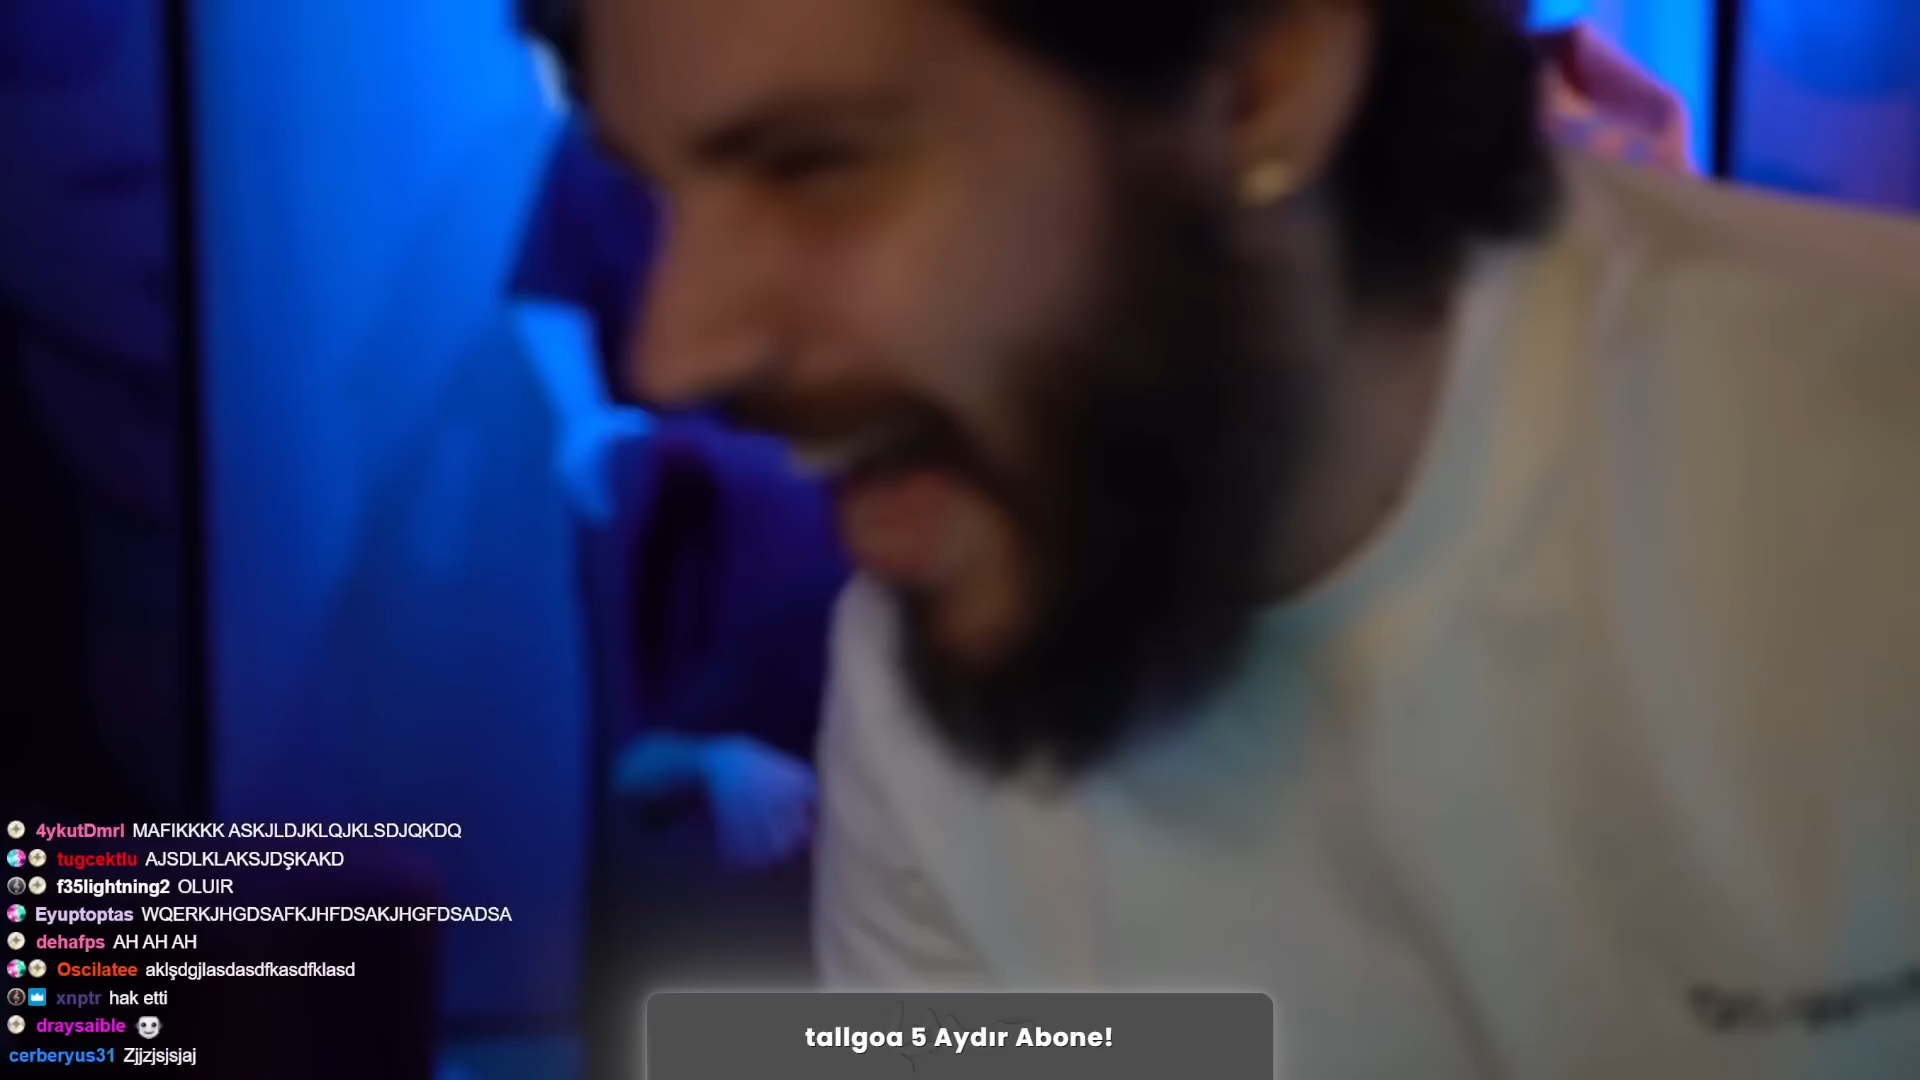 4ykutDmrl MAFIKKKK ASKJLDJKLQJKLSDJQKDQ
tugcektlu AJSDLKLAKSJDŞKAKD
f35lightning2 OLUIR
Eyuptoptas WQERKJHGDSAFKJHFDSAKJHGFDSADSA
dehafps AH AH AH
Oscilatee aklşdgjlasdasdfkasdfklasd
xnptr hak etti
draysaible
cerberyus31 Zjjzjsjsjaj
tallgoa 5 Aydır Abone!